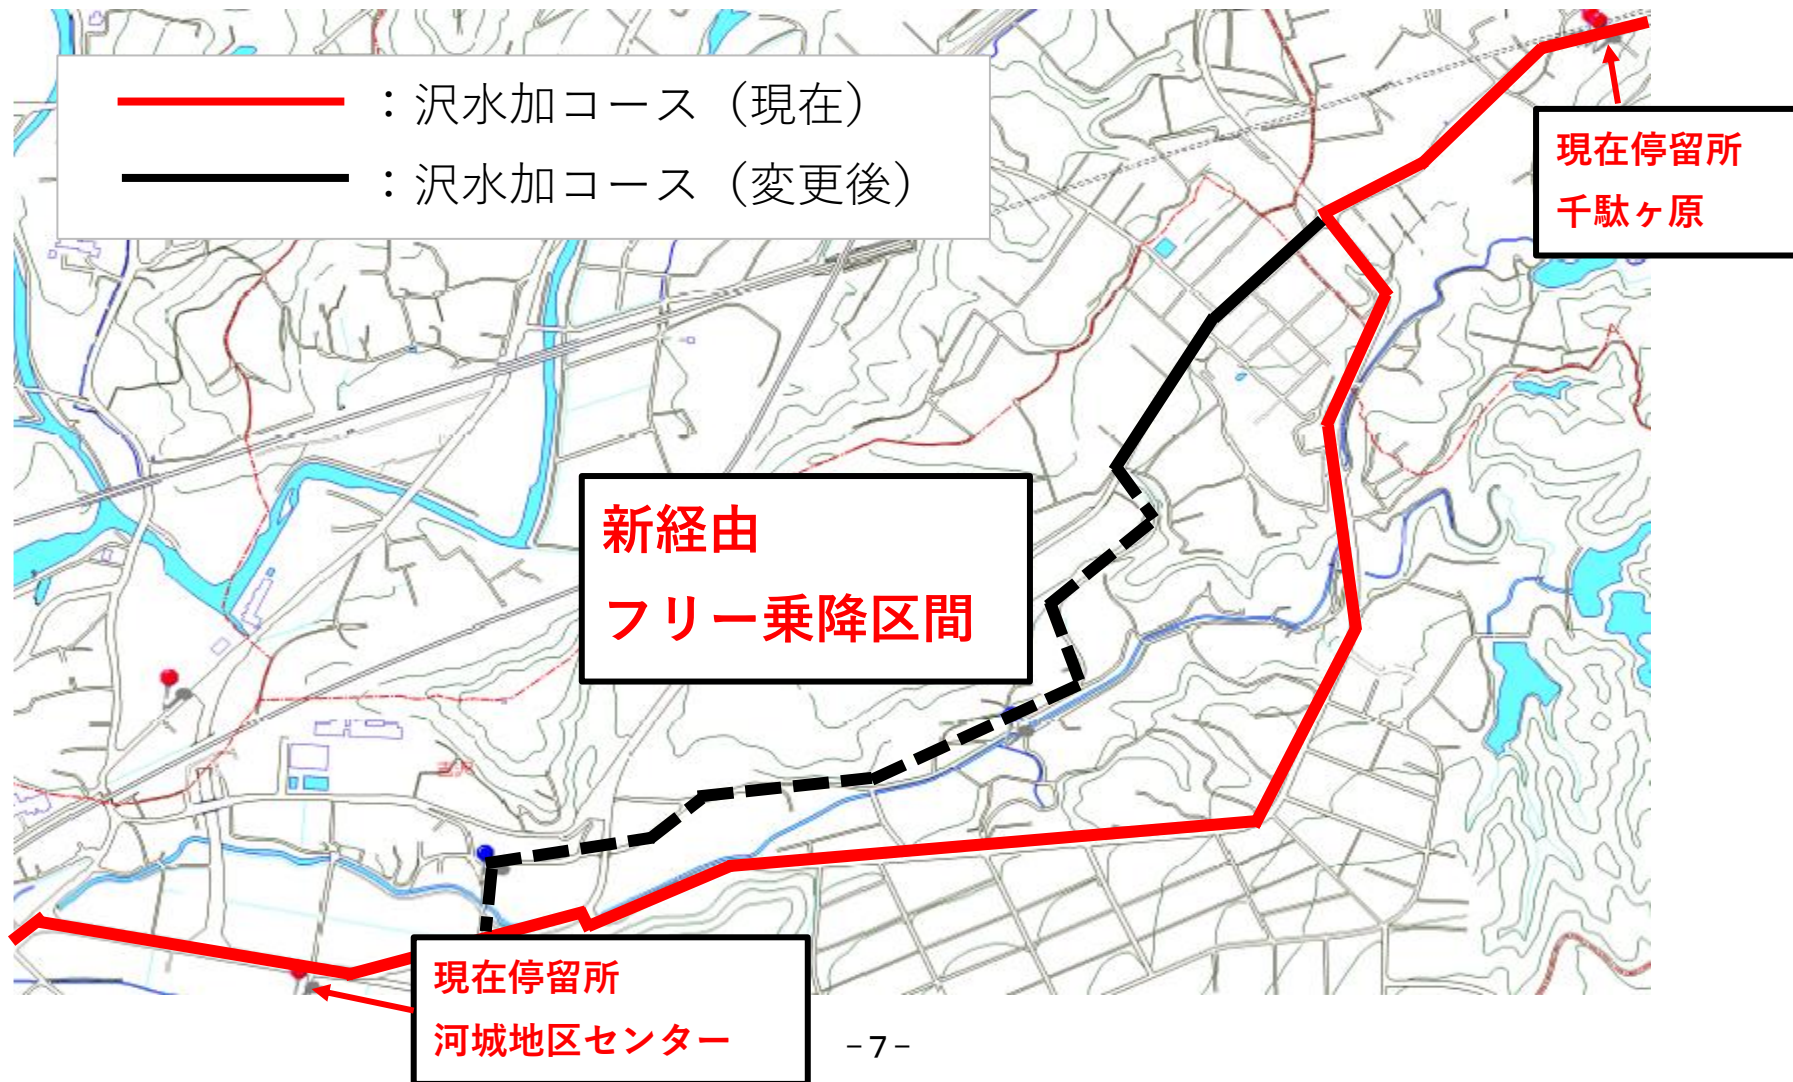 ：沢水加コース（現在）
：沢水加コース（変更後）
現在停留所
千駄ヶ原
新経由
フリー乗降区間
現在停留所
河城地区センター
-7-